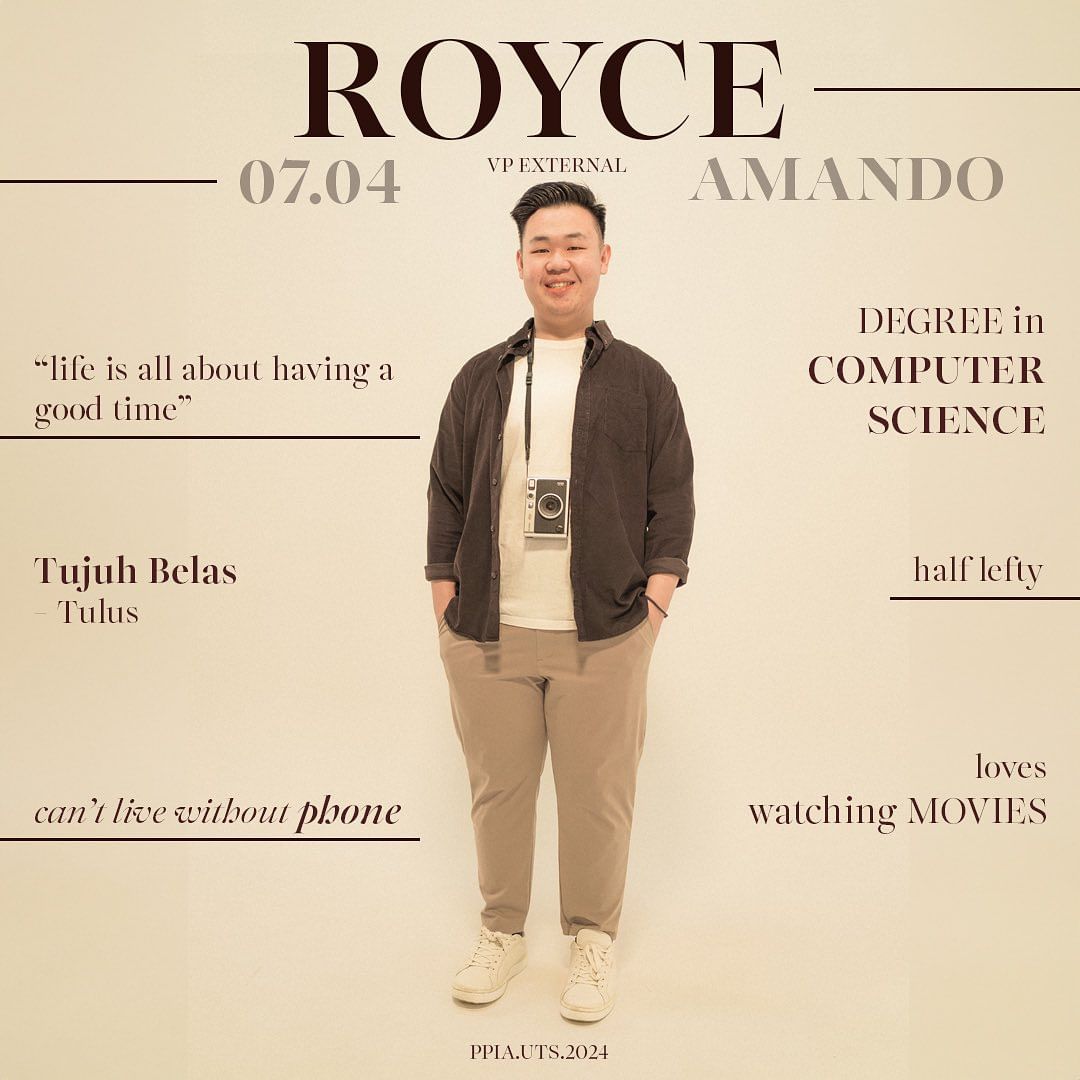 ROYCE
VP EXTERNAL
07.04
AMANDO
DEGREE in
COMPUTER
SCIENCE
“life is all about having a
good time”
Tujuh Belas
– Tulus
half lefty
loves
watching MOVIES
can’t live without phone
PPIA.UTS.2024